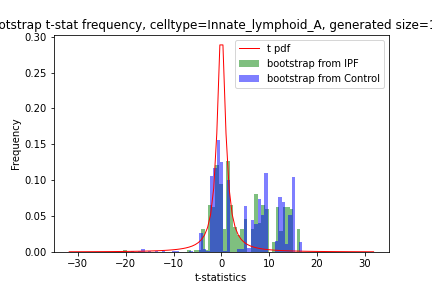 otstrap t-stat frequency, celltype=Innate_lymphoid_A, generated size=1
t pdf
bootstrap from IPF
bootstrap from Control
Frequency
0.30
0.25
0.20
0.15
0.10
0.05
0.00
−30 −20 −10 0 10 20 30
t-statistics